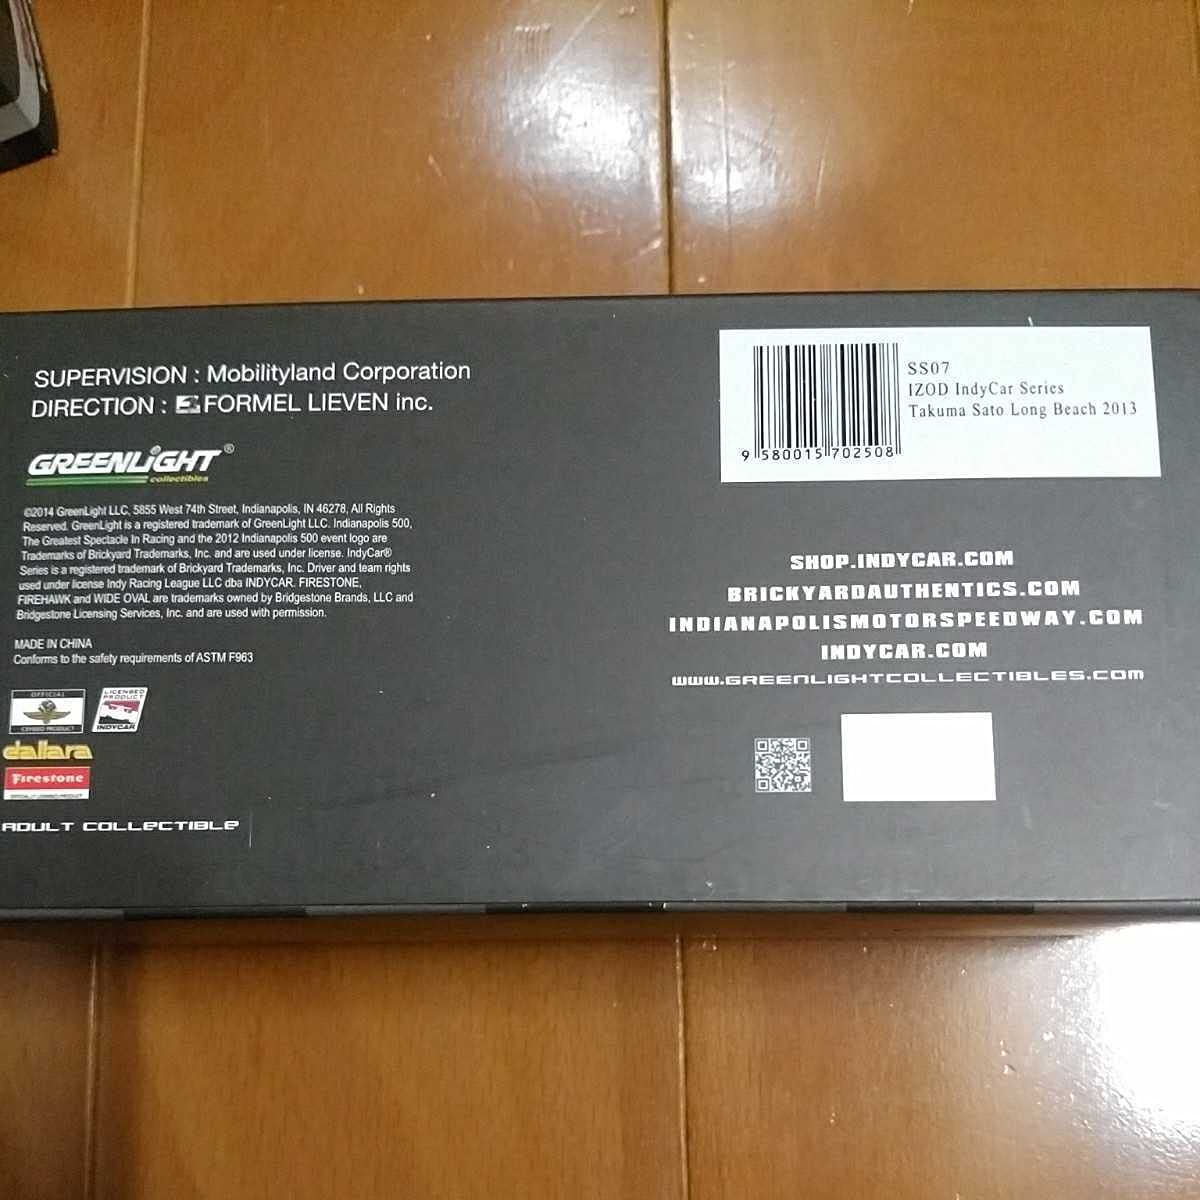 SUPERVISION : Mobilityland Corporation
DIRECTION : FORMEL LIEVEN inc.
GREENLiGHT®
collectibles
©2014 GreenLight LLC, 5855 West 74th Street, Indianapolis, IN 46278, All Rights
Reserved. GreenLight is a registered trademark of GreenLight LLC. Indianapolis 500,
The Greatest Spectacle In Racing and the 2012 Indianapolis 500 event logo are
Trademarks of Brickyard Trademarks, Inc. and are used under license. IndyCar®
Series is a registered trademark of Brickyard Trademarks, Inc. Driver and team rights
used under license Indy Racing League LLC dba INDYCAR. FIRESTONE,
FIREHAWK and WIDE OVAL are trademarks owned by Bridgestone Brands, LLC and
Bridgestone Licensing Services, Inc. and are used with permission.
MADE IN CHINA
Conforms to the safety requirements of ASTM F963
OFFICIAL
LICENSED PRODUCT
LICENSED
PRODUCT
INDYCAR
dallara
Firestone
OFFICIALLY LICENSED PRODUCT
ADULT COLLECTIBLE
SS07
IZOD IndyCar Series
Takuma Sato Long Beach 2013
9 580015 702508
SHOP.INDYCAR.COM
BRICKYARDAUTHENTICS.COM
INDIANAPOLISMOTORSPEEDWAY.COM
INDYCAR.COM
www.GREENLIGHTCOLLECTIBLES.com